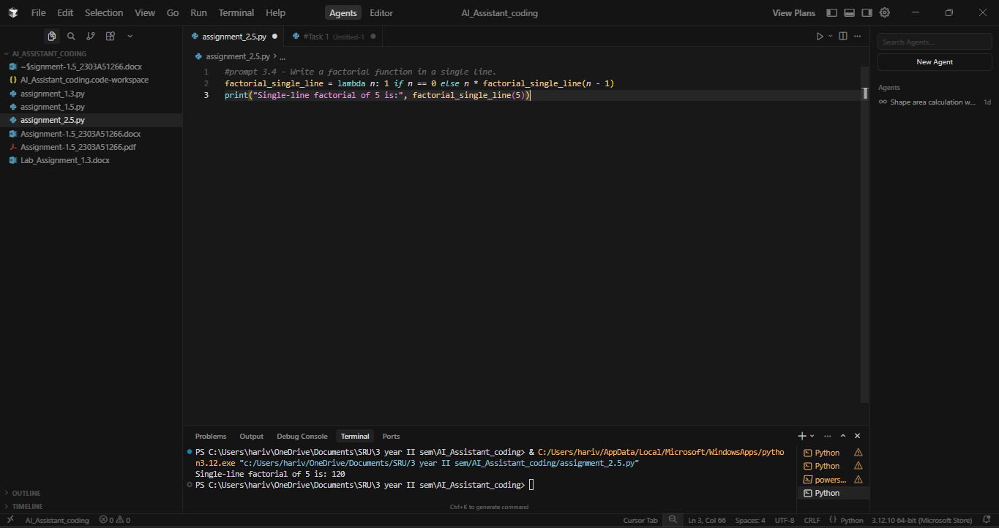 File Edit Selection View Go Run Terminal Help Agents Editor AI_Assistant_coding View Plans
assignment_2.5.py #Task 1 Untitled-1
Search Agents...
New Agent
Agents
Shape area calculation w... 1d
AI_ASSISTANT_CODING
~$signment-1.5_2303A51266.docx
AI_Assistant_coding.code-workspace
assignment_1.3.py
assignment_1.5.py
assignment_2.5.py
Assignment-1.5_2303A51266.docx
Assignment-1.5_2303A51266.pdf
Lab_Assignment_1.3.docx
OUTLINE
TIMELINE
assignment_2.5.py > ...
1 #prompt 3.4 - Write a factorial function in a single line.
2 factorial_single_line = lambda n: 1 if n == 0 else n * factorial_single_line(n - 1)
3 print("Single-line factorial of 5 is:", factorial_single_line(5))
Problems Output Debug Console Terminal Ports
PS C:\Users\hariv\OneDrive\Documents\SRU\3 year II sem\AI_Assistant_coding> & C:/Users/hariv/AppData/Local/Microsoft/WindowsApps/pytho
n3.12.exe "c:/Users/hariv/OneDrive/Documents/SRU/3 year II sem/AI_Assistant_coding/assignment_2.5.py"
Single-line factorial of 5 is: 120
PS C:\Users\hariv\OneDrive\Documents\SRU\3 year II sem\AI_Assistant_coding>
Ctrl+K to generate command
Python
Python
powers...
Python
AI_Assistant_coding 0 0 Cursor Tab Ln 3, Col 66 Spaces: 4 UTF-8 CRLF {} Python 3.12.10 64-bit (Microsoft Store)